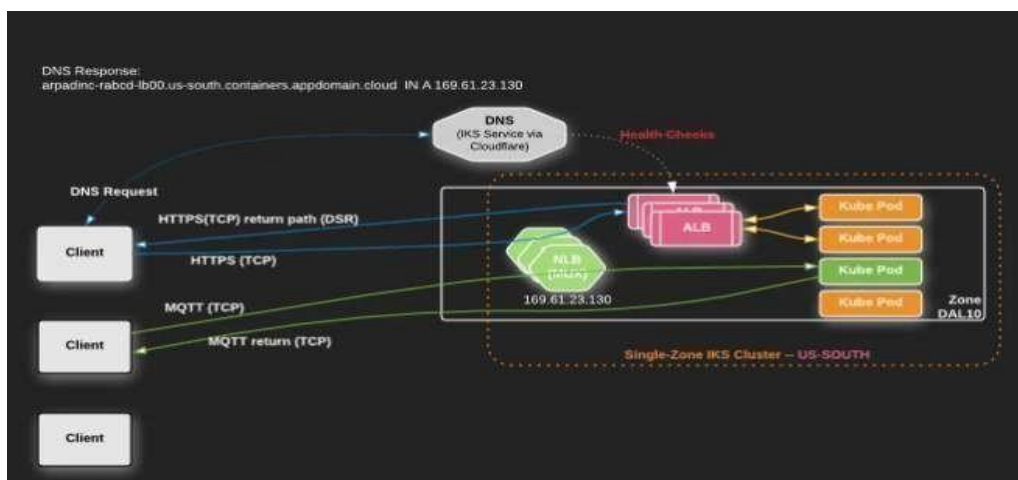 DNS Response:
arpadinc-rabcd-lb00.us-south.containers.appdomain.cloud IN A 169.61.23.130
DNS
(IKS Service via
Cloudflare)
Health Checks
DNS Request
HTTPS(TCP) return path (DSR)
Client
HTTPS (TCP)
ALB
ALB
Kube Pod
Kube Pod
Kube Pod
Kube Pod
NLB
(MUX)
169.61.23.130
Zone
DAL10
MQTT (TCP)
MQTT return (TCP)
Client
Single-Zone IKS Cluster – US-SOUTH
Client